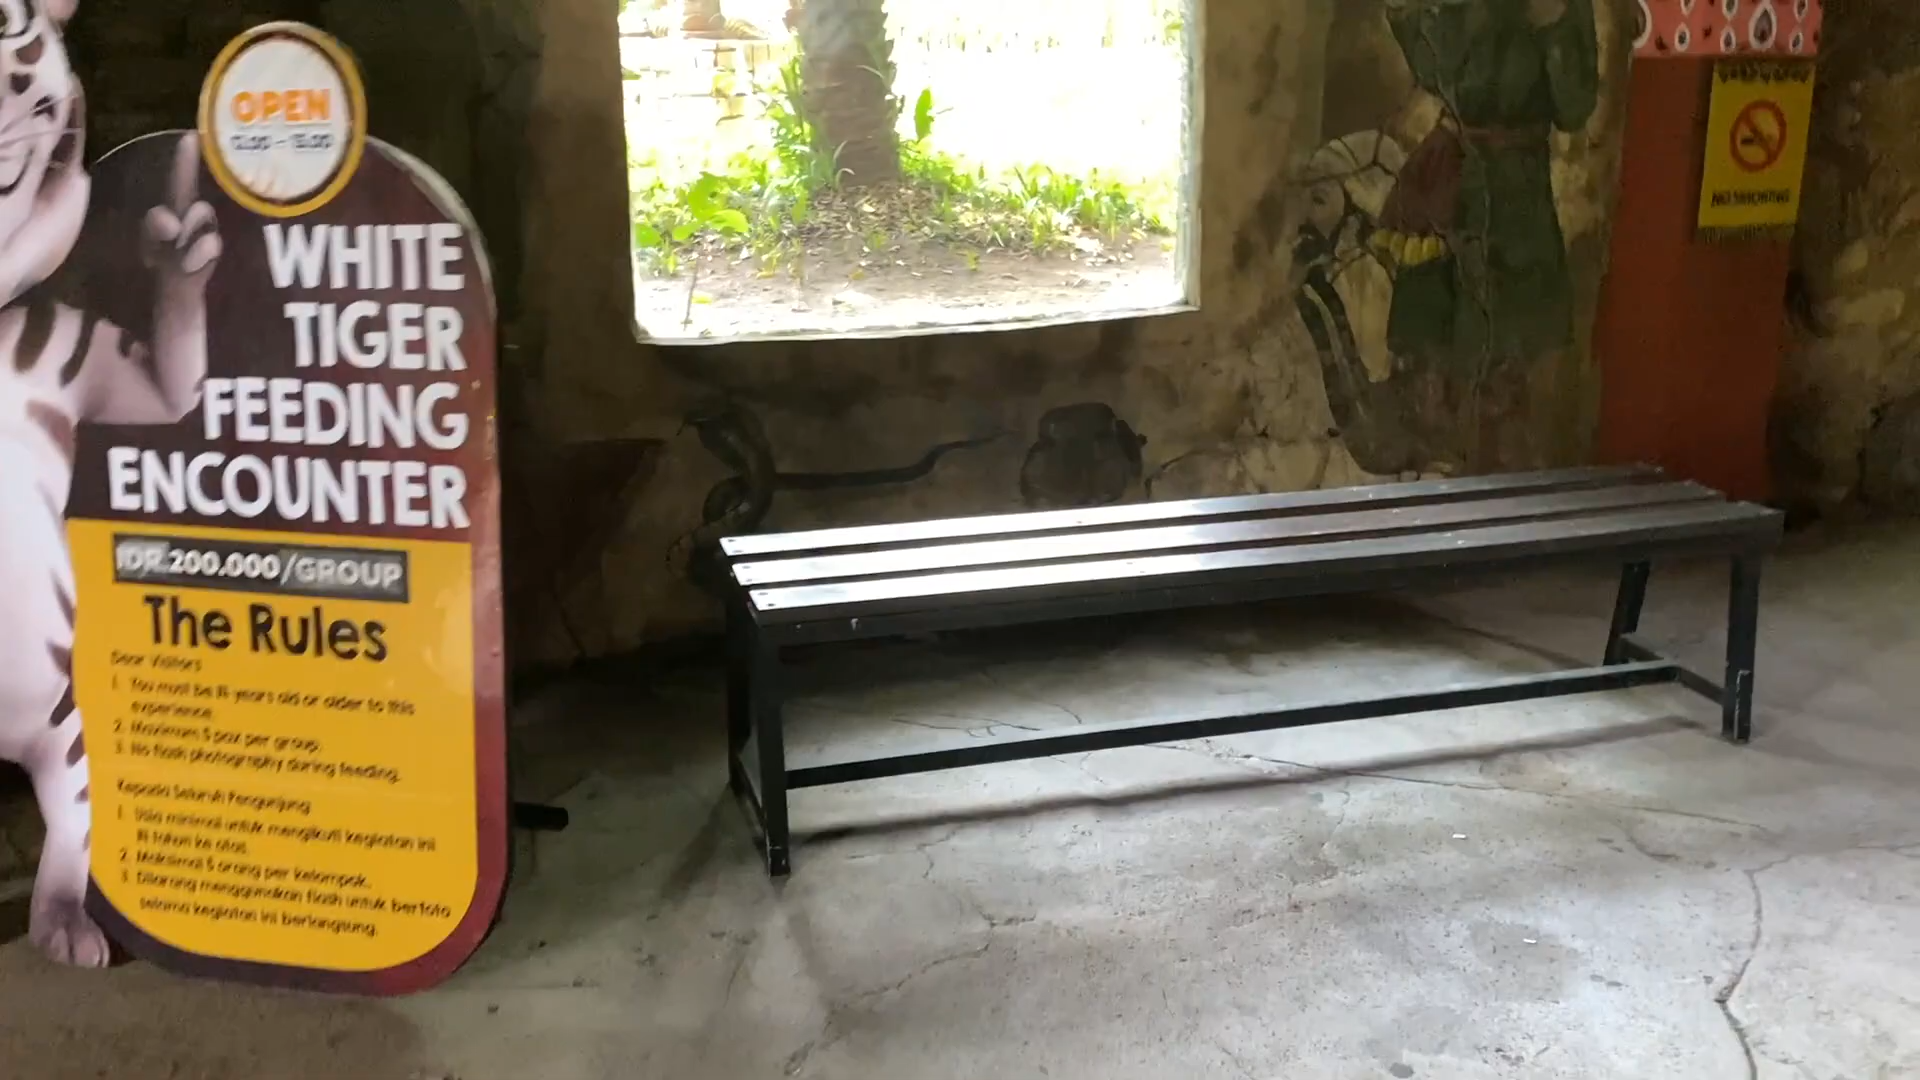 OPEN
WHITE
TIGER
FEEDING
ENCOUNTER
IDR.200.000/GROUP
The Rules
Dear Visitors
1. You must be years old or older to this
experience.
2. Maximum 5 pax per group.
3. No flash photography during feeding.
Kepada Seluruh Pengunjung
1. Usia minimal untuk mengikuti kegiatan ini
tahun ke atas.
2. Maksimal 5 orang per kelompok.
3. Dilarang menggunakan flash untuk berfoto
selama kegiatan ini berlangsung.
NO SMOKING